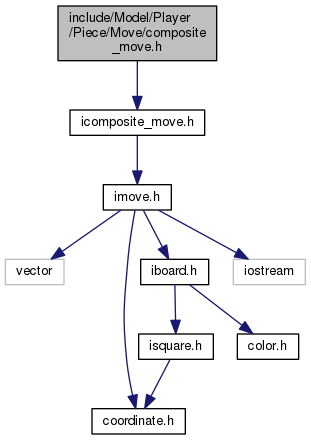 include/Model/Player
/Piece/Move/composite
_move.h
icomposite_move.h
imove.h
vector
iboard.h
iostream
isquare.h
color.h
coordinate.h